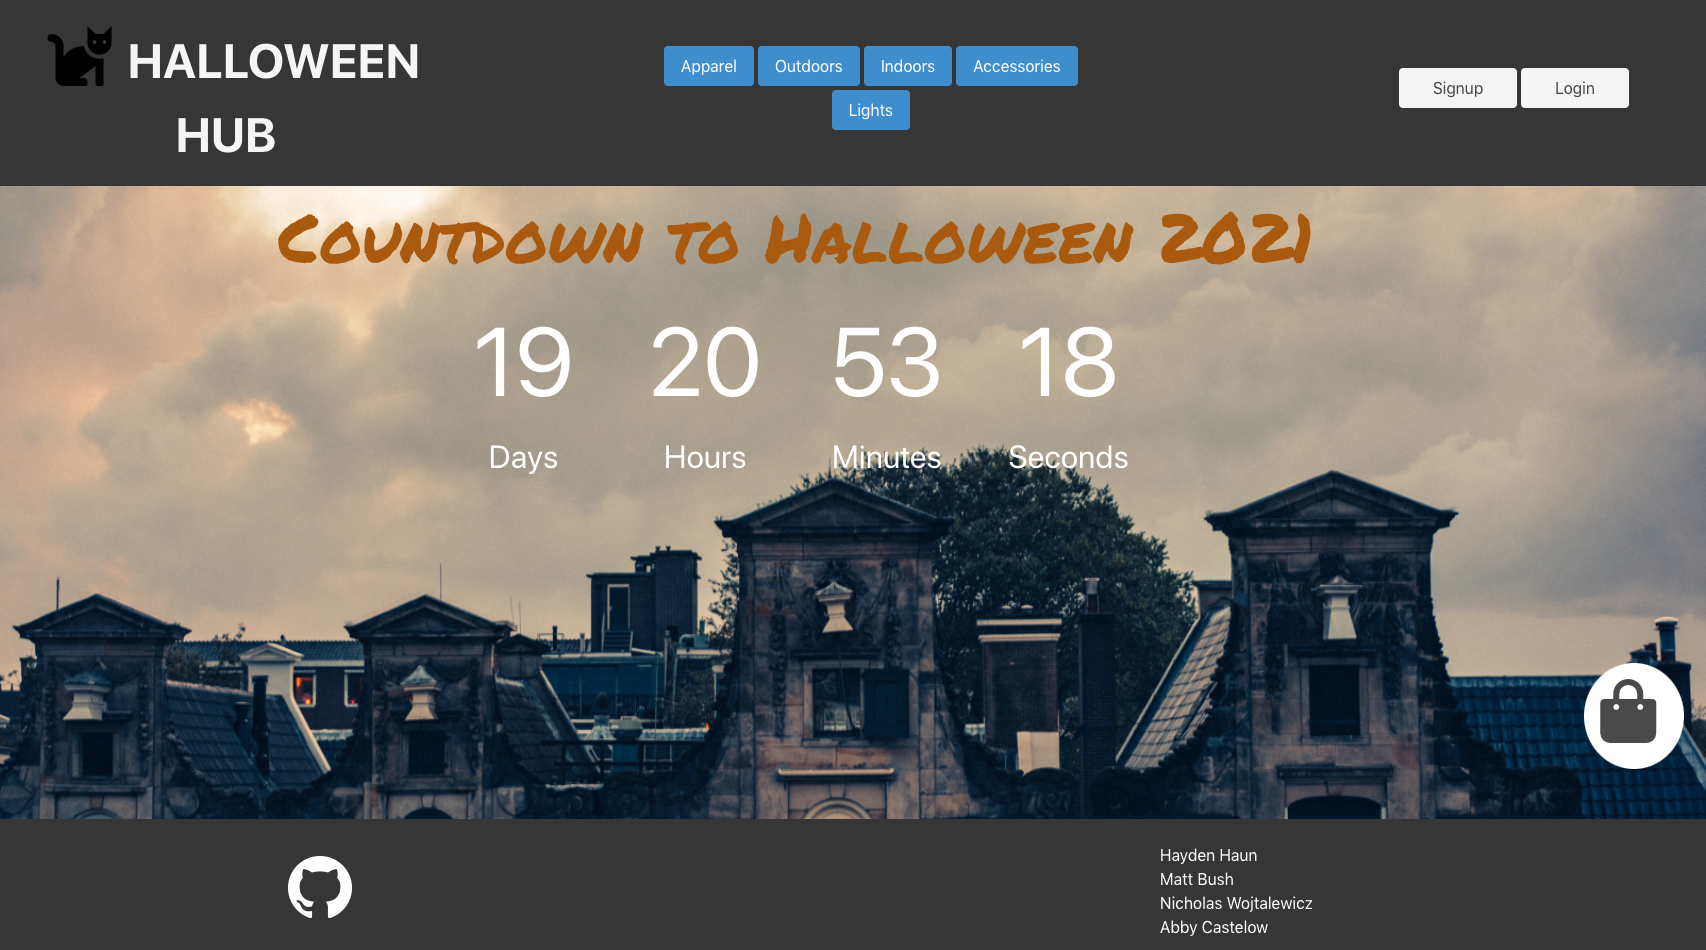 HALLOWEEN
HUB
Apparel Outdoors Indoors Accessories
Lights
Signup Login
Countdown to Halloween 2021
19 20 53 18
Days Hours Minutes Seconds
Hayden Haun
Matt Bush
Nicholas Wojtalewicz
Abby Castelow